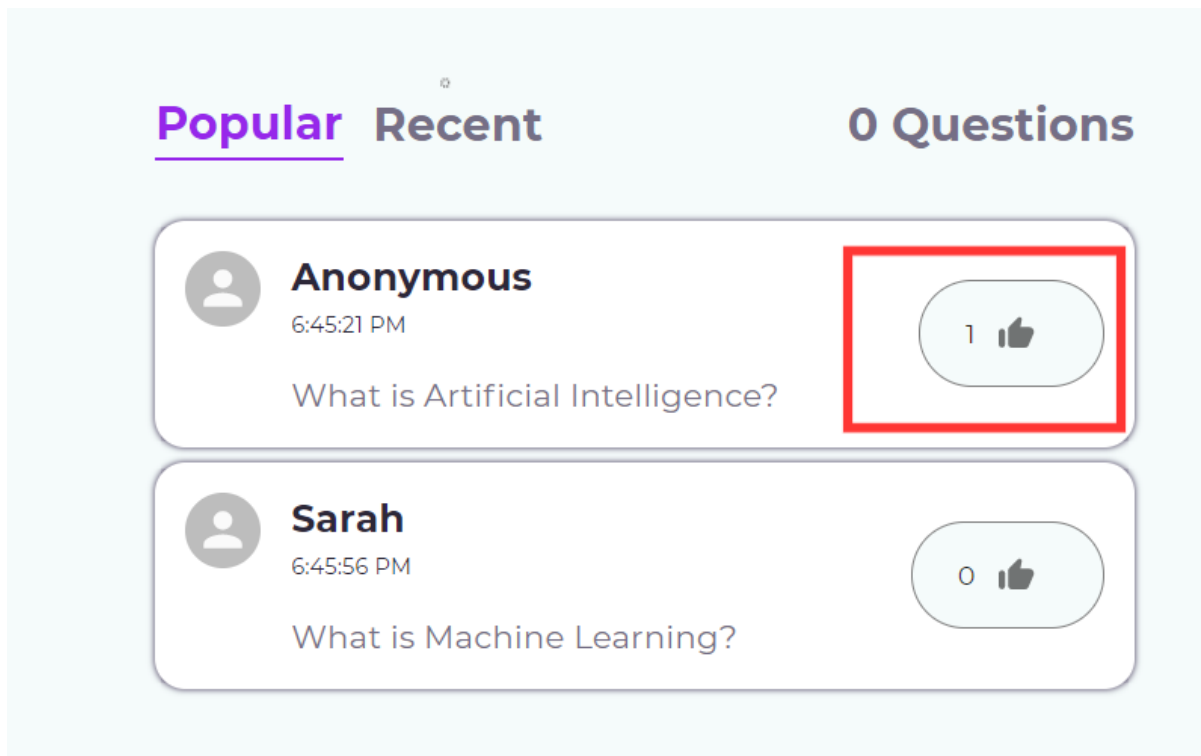 Popular Recent 0 Questions
Anonymous
6:45:21 PM
1
What is Artificial Intelligence?
Sarah
6:45:56 PM
0
What is Machine Learning?